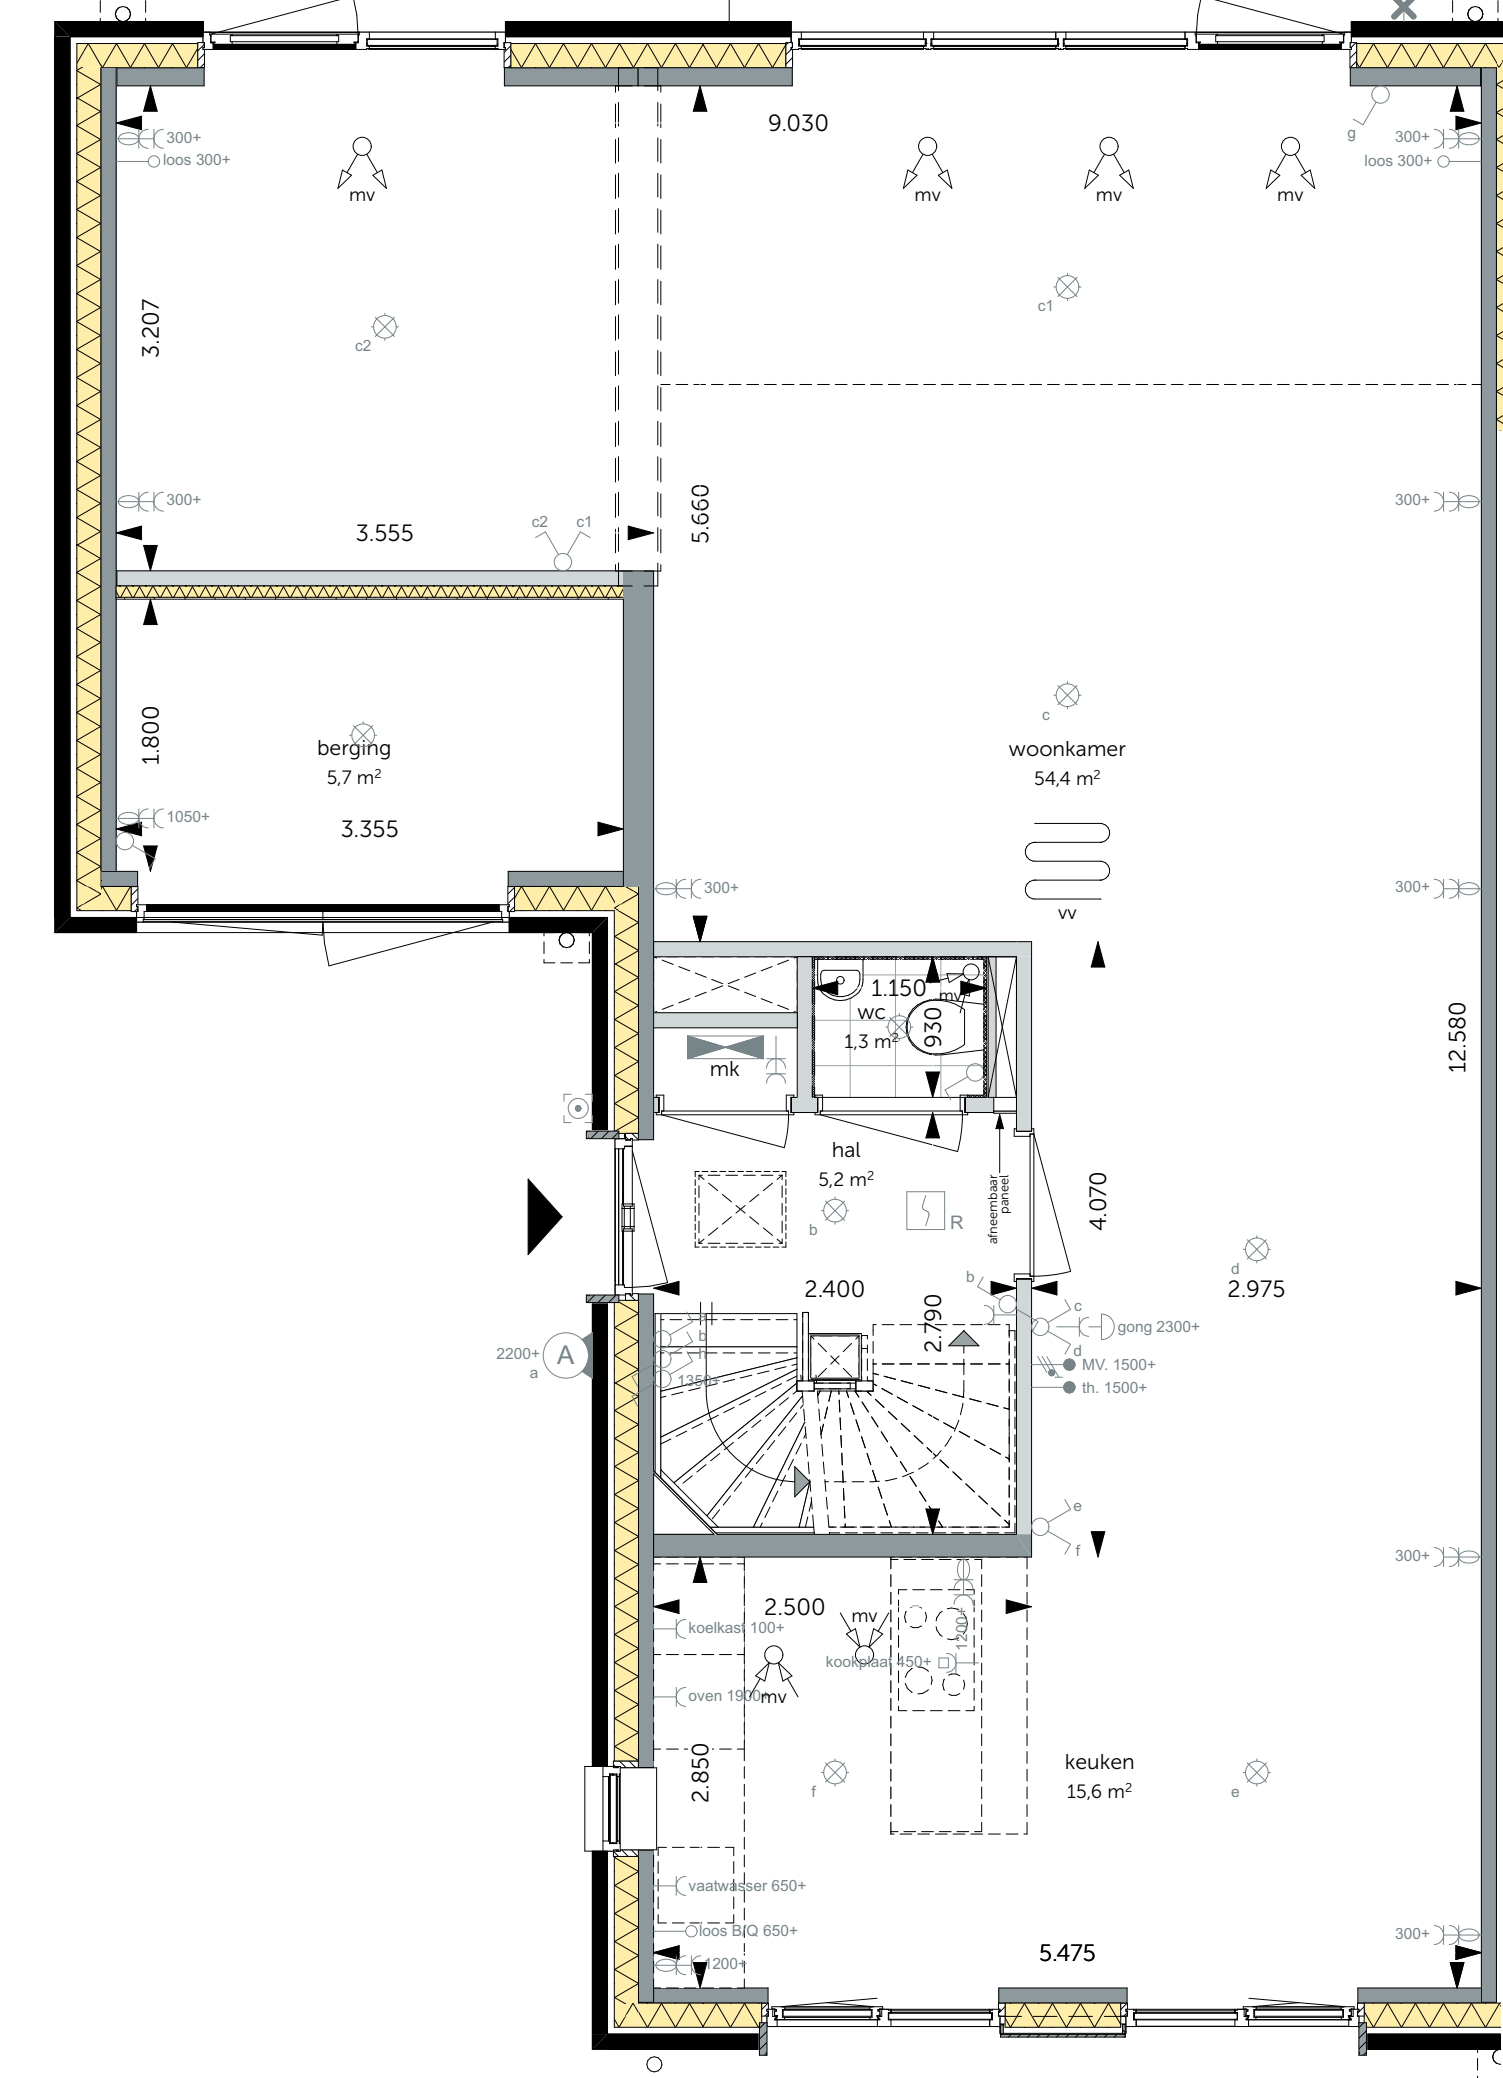 9.030
g
300+
300+
loos 300+
loos 300+
mv
mv
mv
mv
c1
c2
3.207
300+
300+
3.555
c2
c1
5.660
c
1.800
berging
5,7 m²
woonkamer
54,4 m²
1050+
3.355
300+
300+
vv
1.150
mv
wc
1,3 m²
930
mk
12.580
hal
5,2 m²
afneembaar
paneel
4.070
b
R
d
b
2.400
2.975
c
2.790
gong 2300+
b
d
2200+
A
a
h
MV. 1500+
1350+
th. 1500+
e
f
300+
2.500
mv
1200+
koelkast 100+
kookplaat 450+
oven 1900+
mv
2.850
keuken
15,6 m²
f
e
vaatwasser 650+
loos B/Q 650+
300+
5.475
1200+